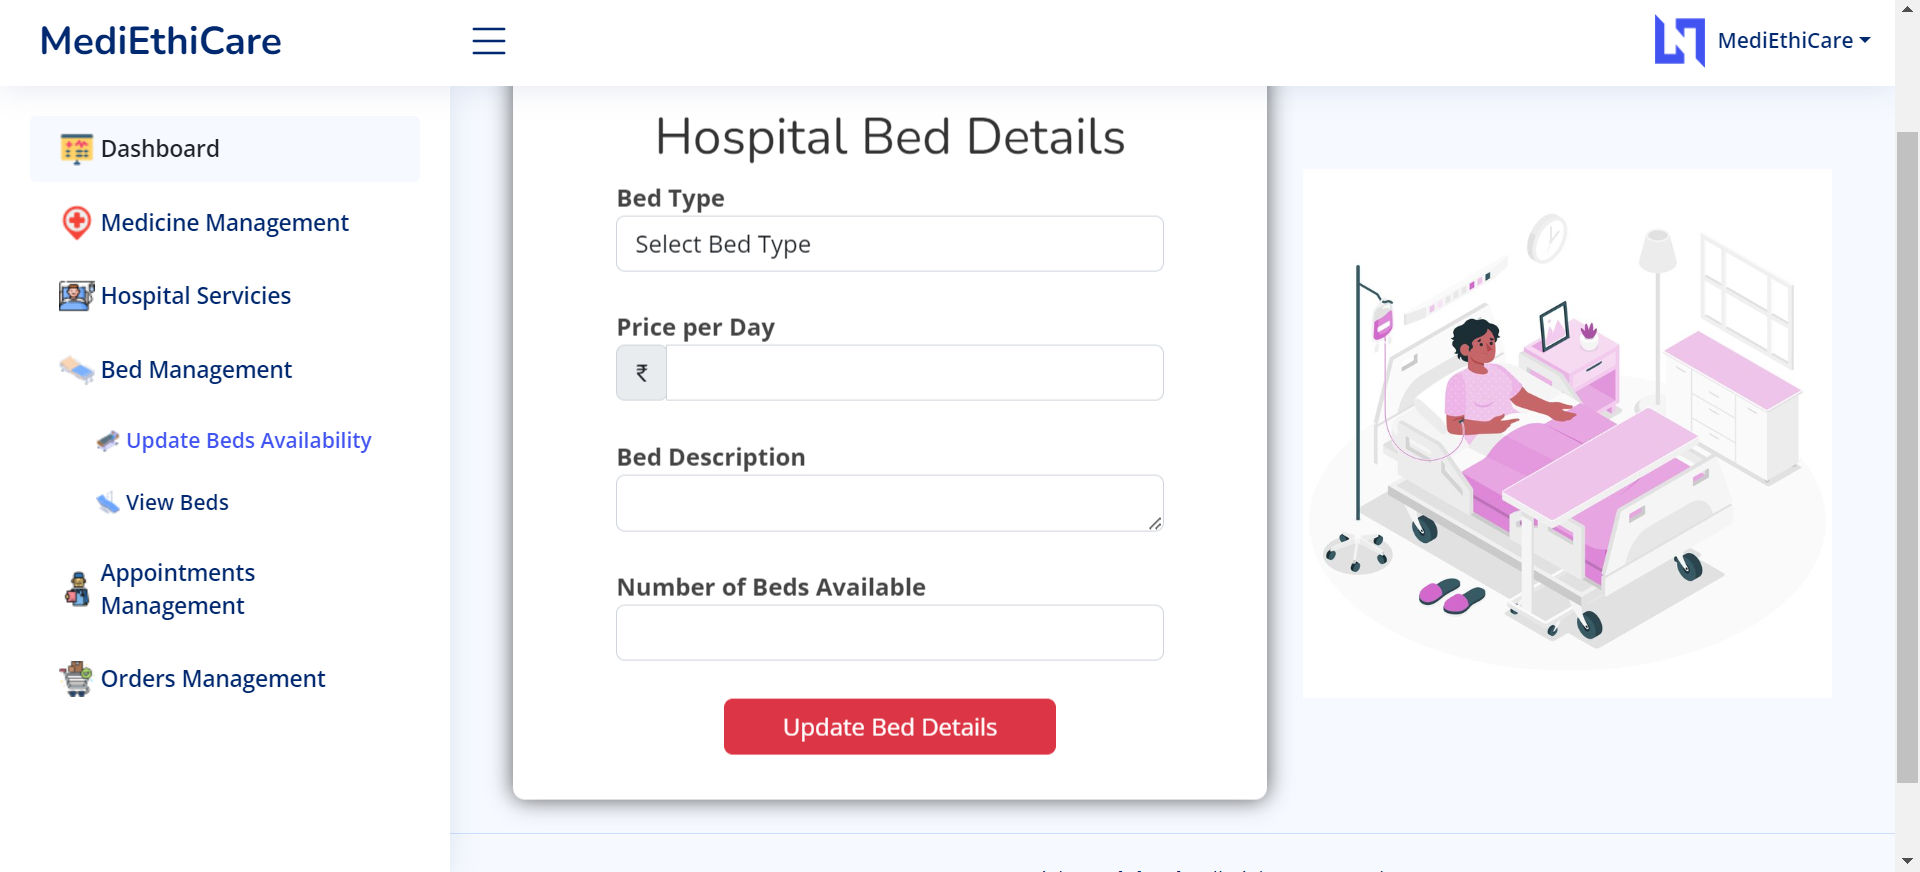 MediEthiCare
MediEthiCare
Dashboard
Medicine Management
Hospital Servicies
Bed Management
Update Beds Availability
View Beds
Appointments
Management
Orders Management
Hospital Bed Details
Bed Type
Select Bed Type
Price per Day
₹
Bed Description
Number of Beds Available
Update Bed Details